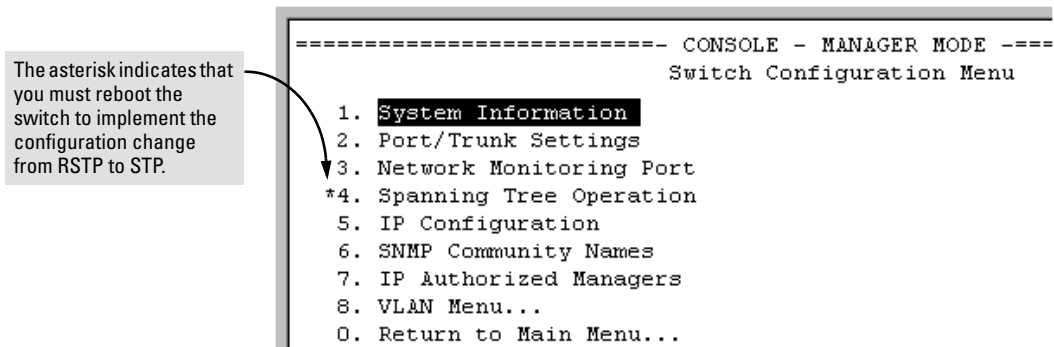 ==========================- CONSOLE - MANAGER MODE -===
Switch Configuration Menu
The asterisk indicates that
you must reboot the
switch to implement the
configuration change
from RSTP to STP.
1. System Information
2. Port/Trunk Settings
3. Network Monitoring Port
*4. Spanning Tree Operation
5. IP Configuration
6. SNMP Community Names
7. IP Authorized Managers
8. VLAN Menu...
0. Return to Main Menu...